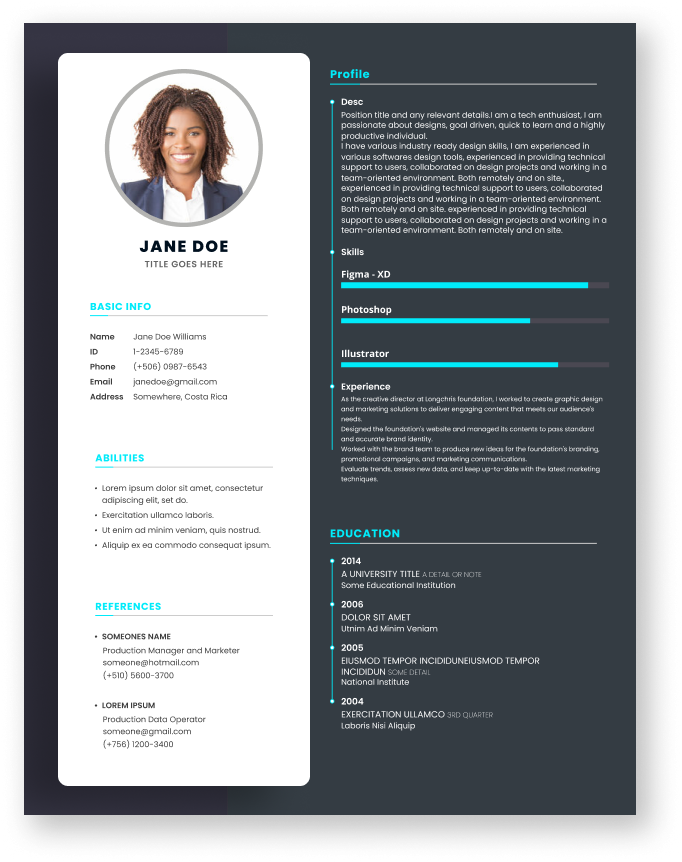 JANE DOE
TITLE GOES HERE
BASIC INFO
Name Jane Doe Williams
ID 1-2345-6789
Phone (+506) 0987-6543
Email janedoe@gmail.com
Address Somewhere, Costa Rica
ABILITIES
• Lorem ipsum dolor sit amet, consectetur
adipiscing elit, set do.
• Exercitation ullamco laboris.
• Ut enim ad minim veniam, quis nostrud.
• Aliquip ex ea commodo consequat ipsum.
REFERENCES
• SOMEONES NAME
Production Manager and Marketer
someone@hotmail.com
(+510) 5600-3700
• LOREM IPSUM
Production Data Operator
someone@gmail.com
(+756) 1200-3400
Profile
Desc
Position title and any relevant details.I am a tech enthusiast, I am
passionate about designs, goal driven, quick to learn and a highly
productive individual.
I have various industry ready design skills, I am experienced in
various softwares design tools, experienced in providing technical
support to users, collaborated on design projects and working in a
team-oriented environment. Both remotely and on site.,
experienced in providing technical support to users, collaborated
on design projects and working in a team-oriented environment.
Both remotely and on site. experienced in providing technical
support to users, collaborated on design projects and working in a
team-oriented environment. Both remotely and on site.
Skills
Figma - XD
Photoshop
Illustrator
Experience
As the creative director at Longchris foundation, I worked to create graphic design
and marketing solutions to deliver engaging content that meets our audience's
needs.
Designed the foundation's website and managed its contents to pass standard
and accurate brand identity.
Worked with the brand team to produce new ideas for the foundation's branding,
promotional campaigns, and marketing communications.
Evaluate trends, assess new data, and keep up-to-date with the latest marketing
techniques.
EDUCATION
2014
A UNIVERSITY TITLE A DETAIL OR NOTE
Some Educational Institution
2006
DOLOR SIT AMET
Utnim Ad Minim Veniam
2005
EIUSMOD TEMPOR INCIDIDUNEIUSMOD TEMPOR
INCIDIDUN SOME DETAIL
National Institute
2004
EXERCITATION ULLAMCO 3RD QUARTER
Laboris Nisi Aliquip